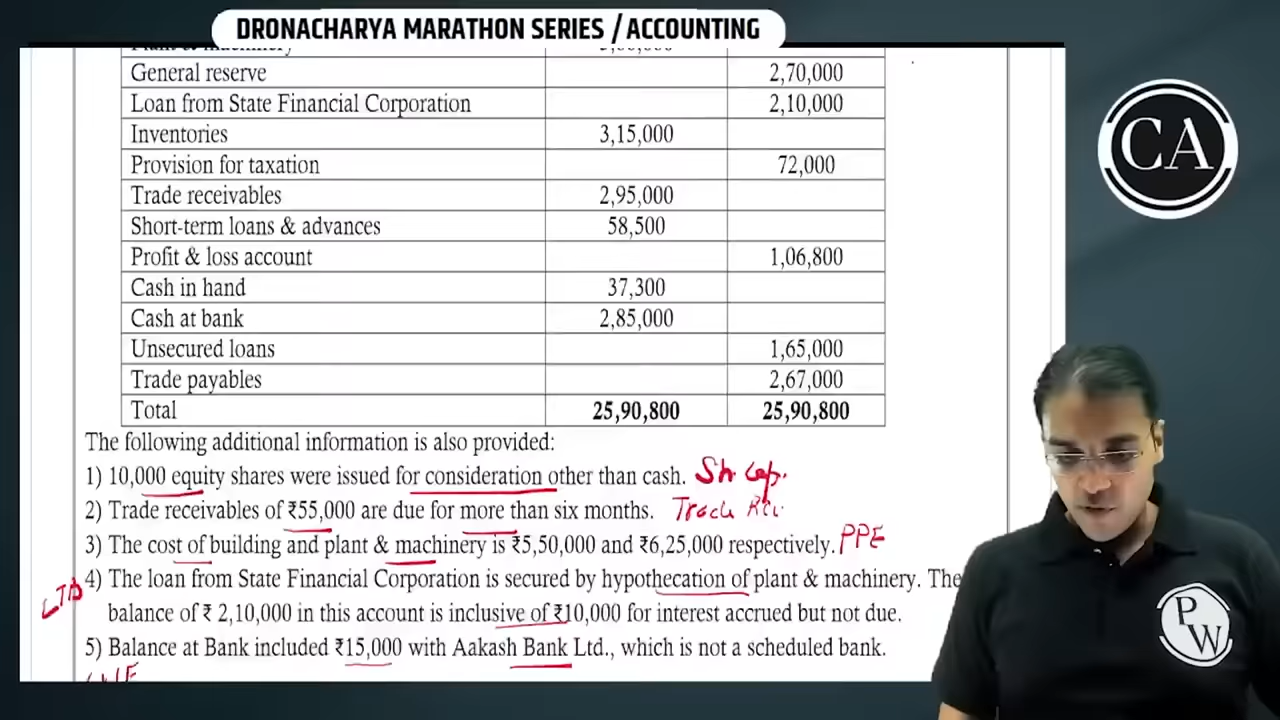 DRONACHARYA MARATHON SERIES / ACCOUNTING
General reserve 2,70,000
Loan from State Financial Corporation 2,10,000
Inventories 3,15,000
Provision for taxation 72,000
Trade receivables 2,95,000
Short-term loans & advances 58,500
Profit & loss account 1,06,800
Cash in hand 37,300
Cash at bank 2,85,000
Unsecured loans 1,65,000
Trade payables 2,67,000
Total 25,90,800 25,90,800
The following additional information is also provided:
1) 10,000 equity shares were issued for consideration other than cash. Sh. Cap.
2) Trade receivables of ₹55,000 are due for more than six months. Trade
3) The cost of building and plant & machinery is ₹5,50,000 and ₹6,25,000 respectively. PPE
4) The loan from State Financial Corporation is secured by hypothecation of plant & machinery. The
LTB balance of ₹ 2,10,000 in this account is inclusive of ₹10,000 for interest accrued but not due.
5) Balance at Bank included ₹15,000 with Aakash Bank Ltd., which is not a scheduled bank.
CA
PW